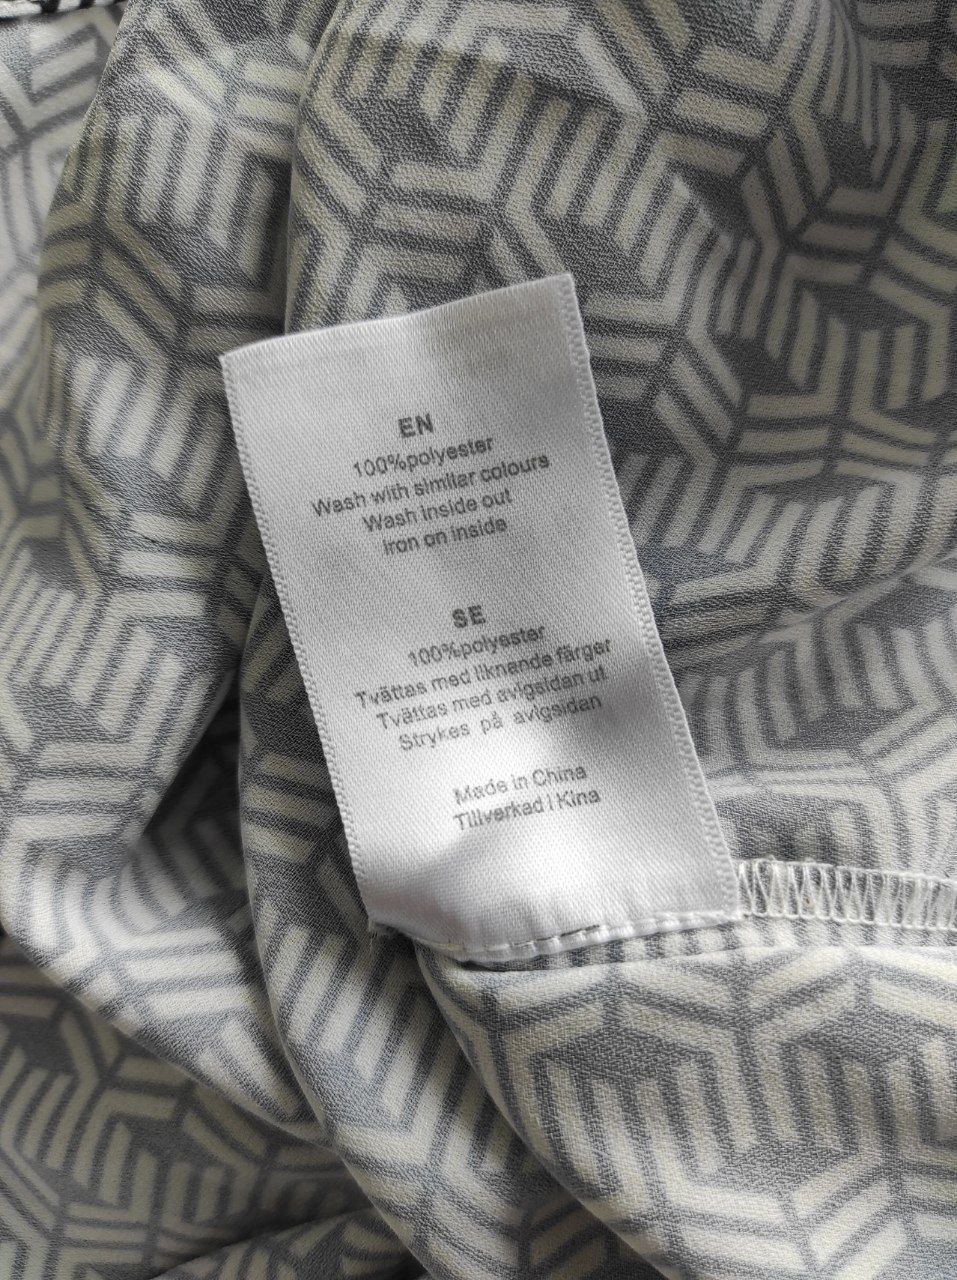 EN
100%polyester
Wash with similar colours
Wash inside out
Iron on inside
SE
100%polyester
Tvättas med liknande färger
Tvättas med avigsidan ut
Strykes på avigsidan
Made in China
Tillverkad i Kina